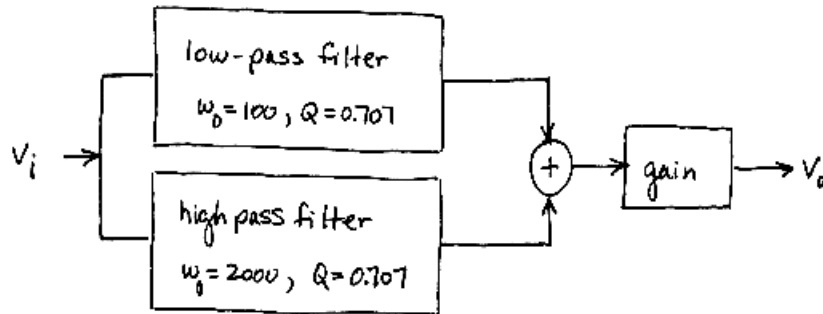 low-pass filter
ω₀=100, Q=0.707
Vi
+
gain
Vo
high pass filter
ω₀=2000, Q=0.707